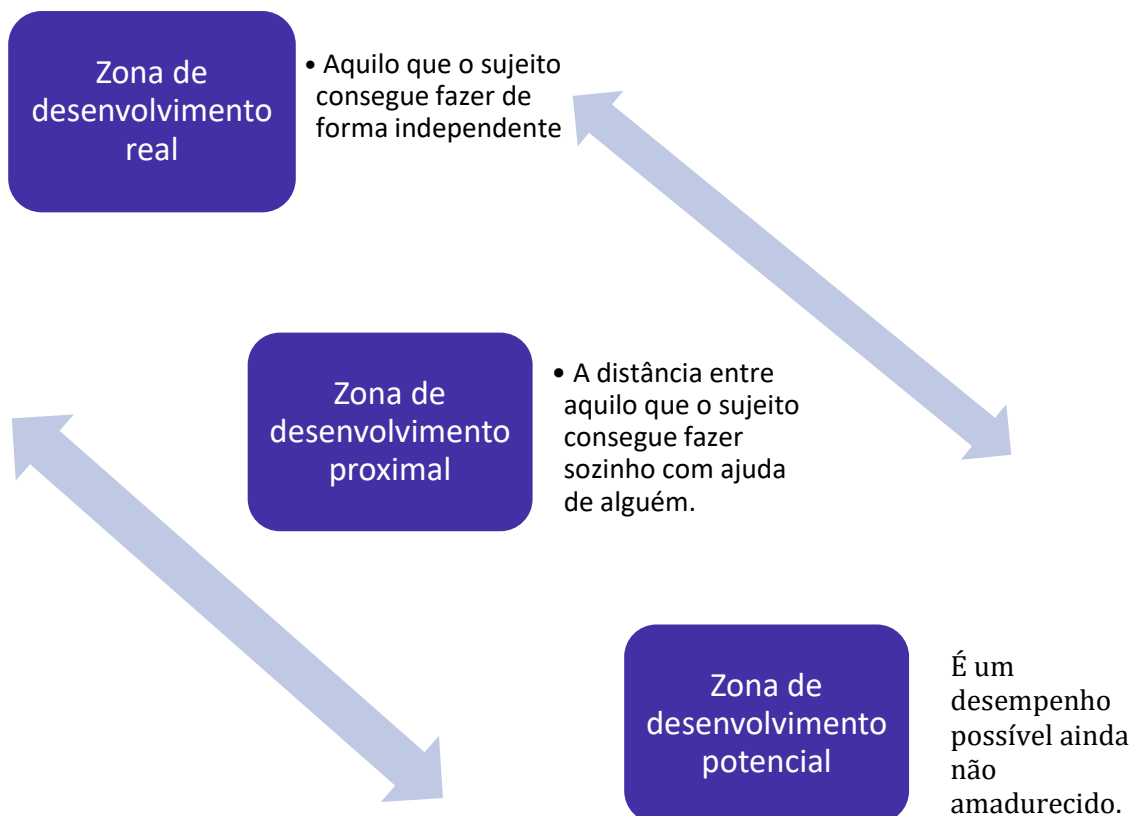 Zona de
desenvolvimento
real
• Aquilo que o sujeito
consegue fazer de
forma independente
Zona de
desenvolvimento
proximal
• A distância entre
aquilo que o sujeito
consegue fazer
sozinho com ajuda
de alguém.
Zona de
desenvolvimento
potencial
É um
desempenho
possível ainda
não
amadurecido.